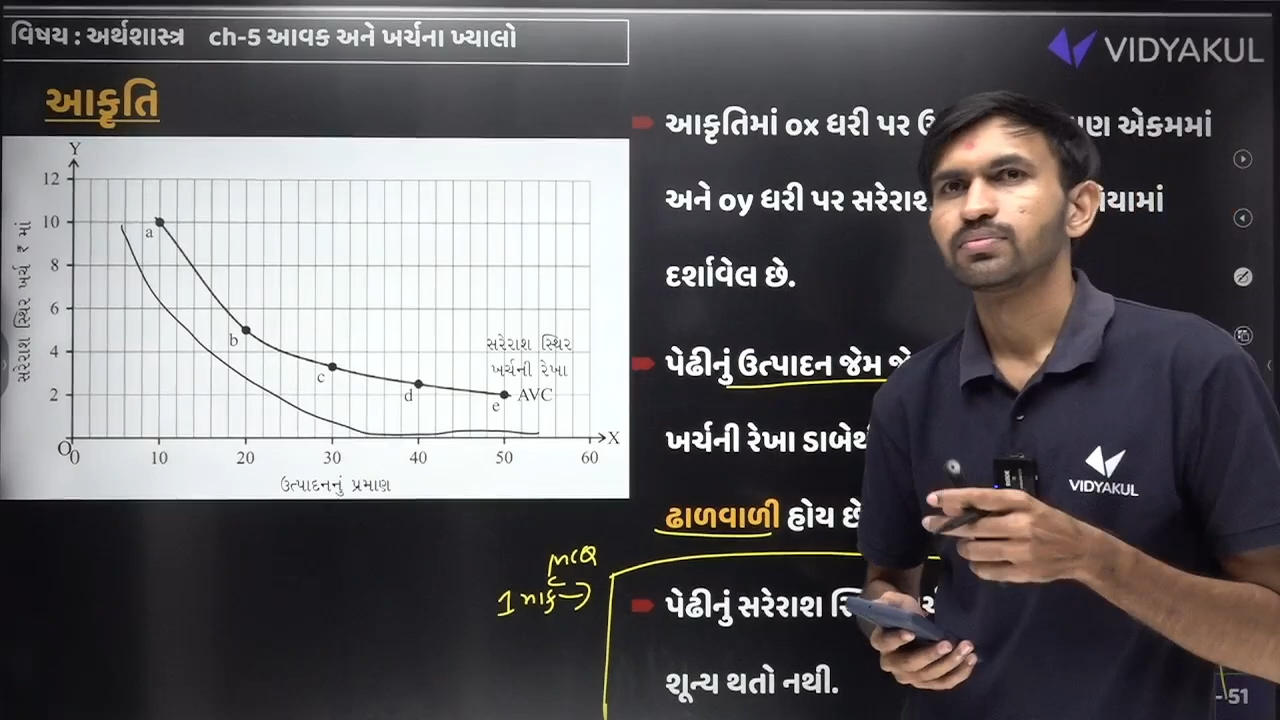 વિષય : અર્થશાસ્ત્ર ch-5 આવક અને ખર્ચના ખ્યાલો
VIDYAKUL
આકૃતિ
Y
12
10
8
6
4
2
O
0 10 20 30 40 50 60
X
a
b
c
d
e
સરેરાશ સ્થિર ખર્ચ ₹ માં
સરેરાશ સ્થિર
ખર્ચની રેખા
AVC
ઉત્પાદનનું પ્રમાણ
આકૃતિમાં ox ધરી પર એકમમાં
અને oy ધરી પર
દર્શાવેલ છે.
પેઢીનું ઉત્પાદન જેમ
ખર્ચની રેખા
ઢાળવાળી હોય છે
MCQ
1 માર્ક
પેઢીનું સરેરાશ
શૂન્ય થતો નથી.
VIDYAKUL
- 51